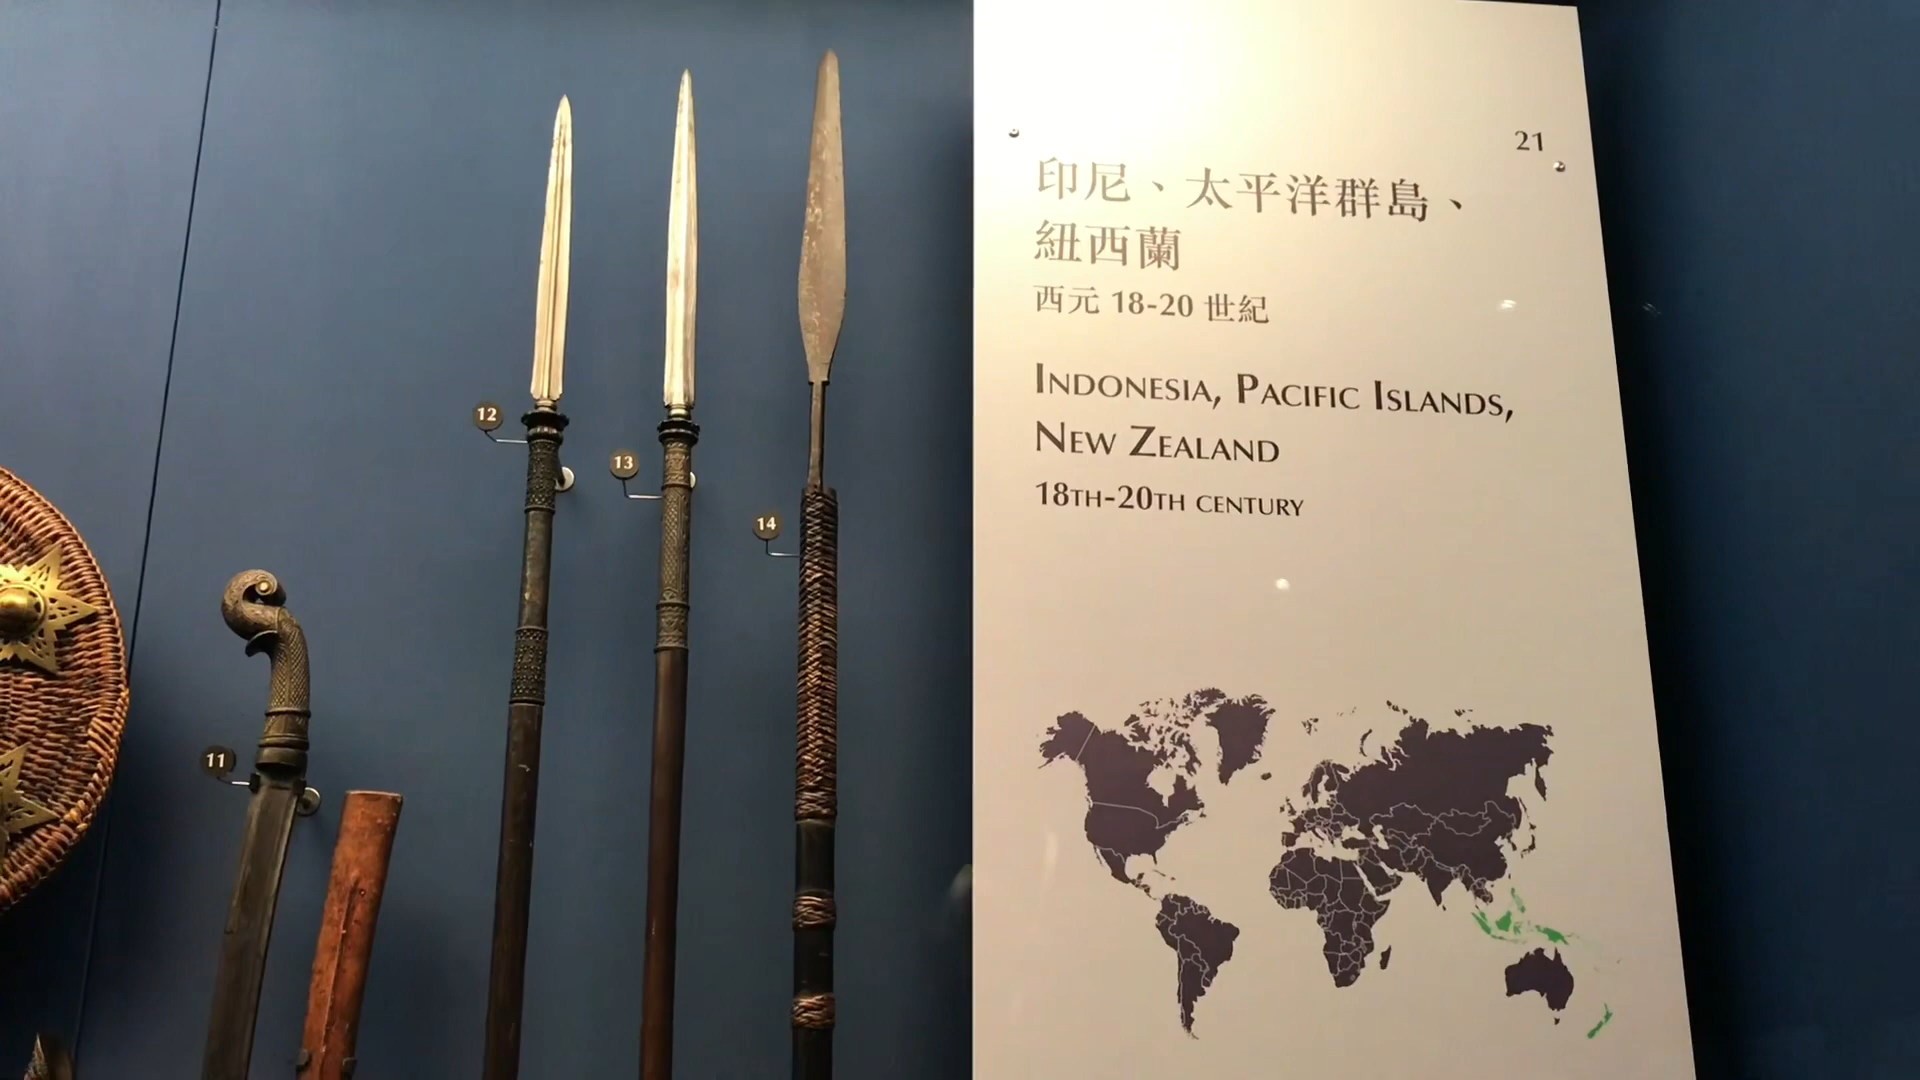 21
印尼、太平洋群島、
紐西蘭
西元 18-20 世紀
INDONESIA, PACIFIC ISLANDS,
NEW ZEALAND
18TH-20TH CENTURY
12
13
14
11